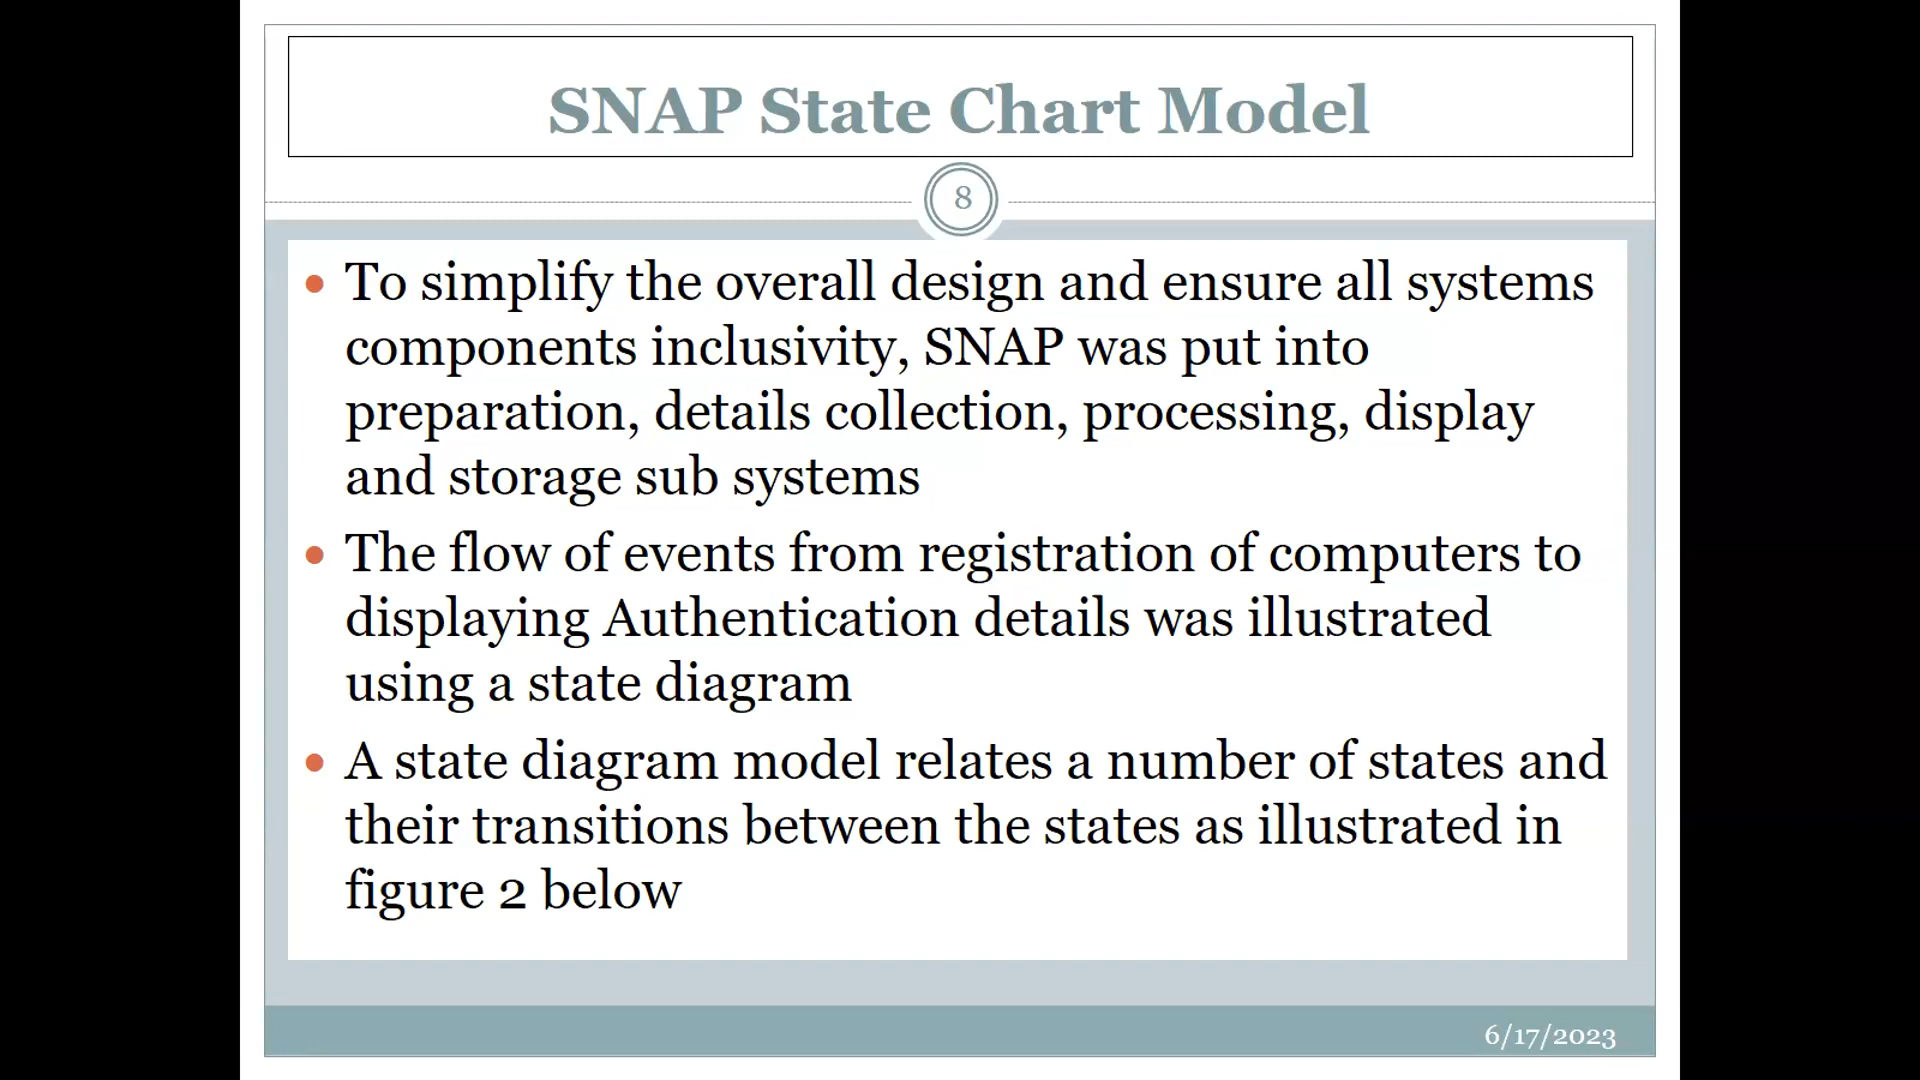 SNAP State Chart Model
8
• To simplify the overall design and ensure all systems
components inclusivity, SNAP was put into
preparation, details collection, processing, display
and storage sub systems
• The flow of events from registration of computers to
displaying Authentication details was illustrated
using a state diagram
• A state diagram model relates a number of states and
their transitions between the states as illustrated in
figure 2 below
6/17/2023